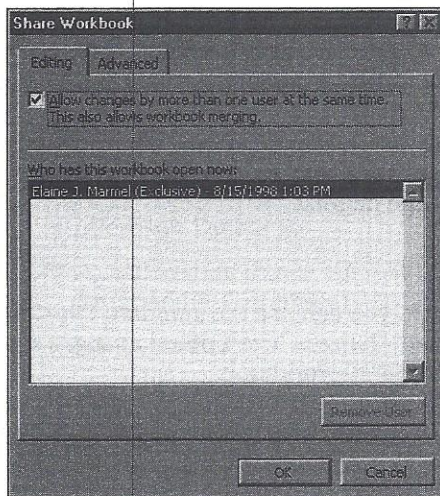 Share Workbook
Editing Advanced
Allow changes by more than one user at the same time.
This also allows workbook merging.
Who has this workbook open now:
Elaine J. Marmel (E clusive) - 8/15/1998 1:03 PM
Remove User
OK Cancel